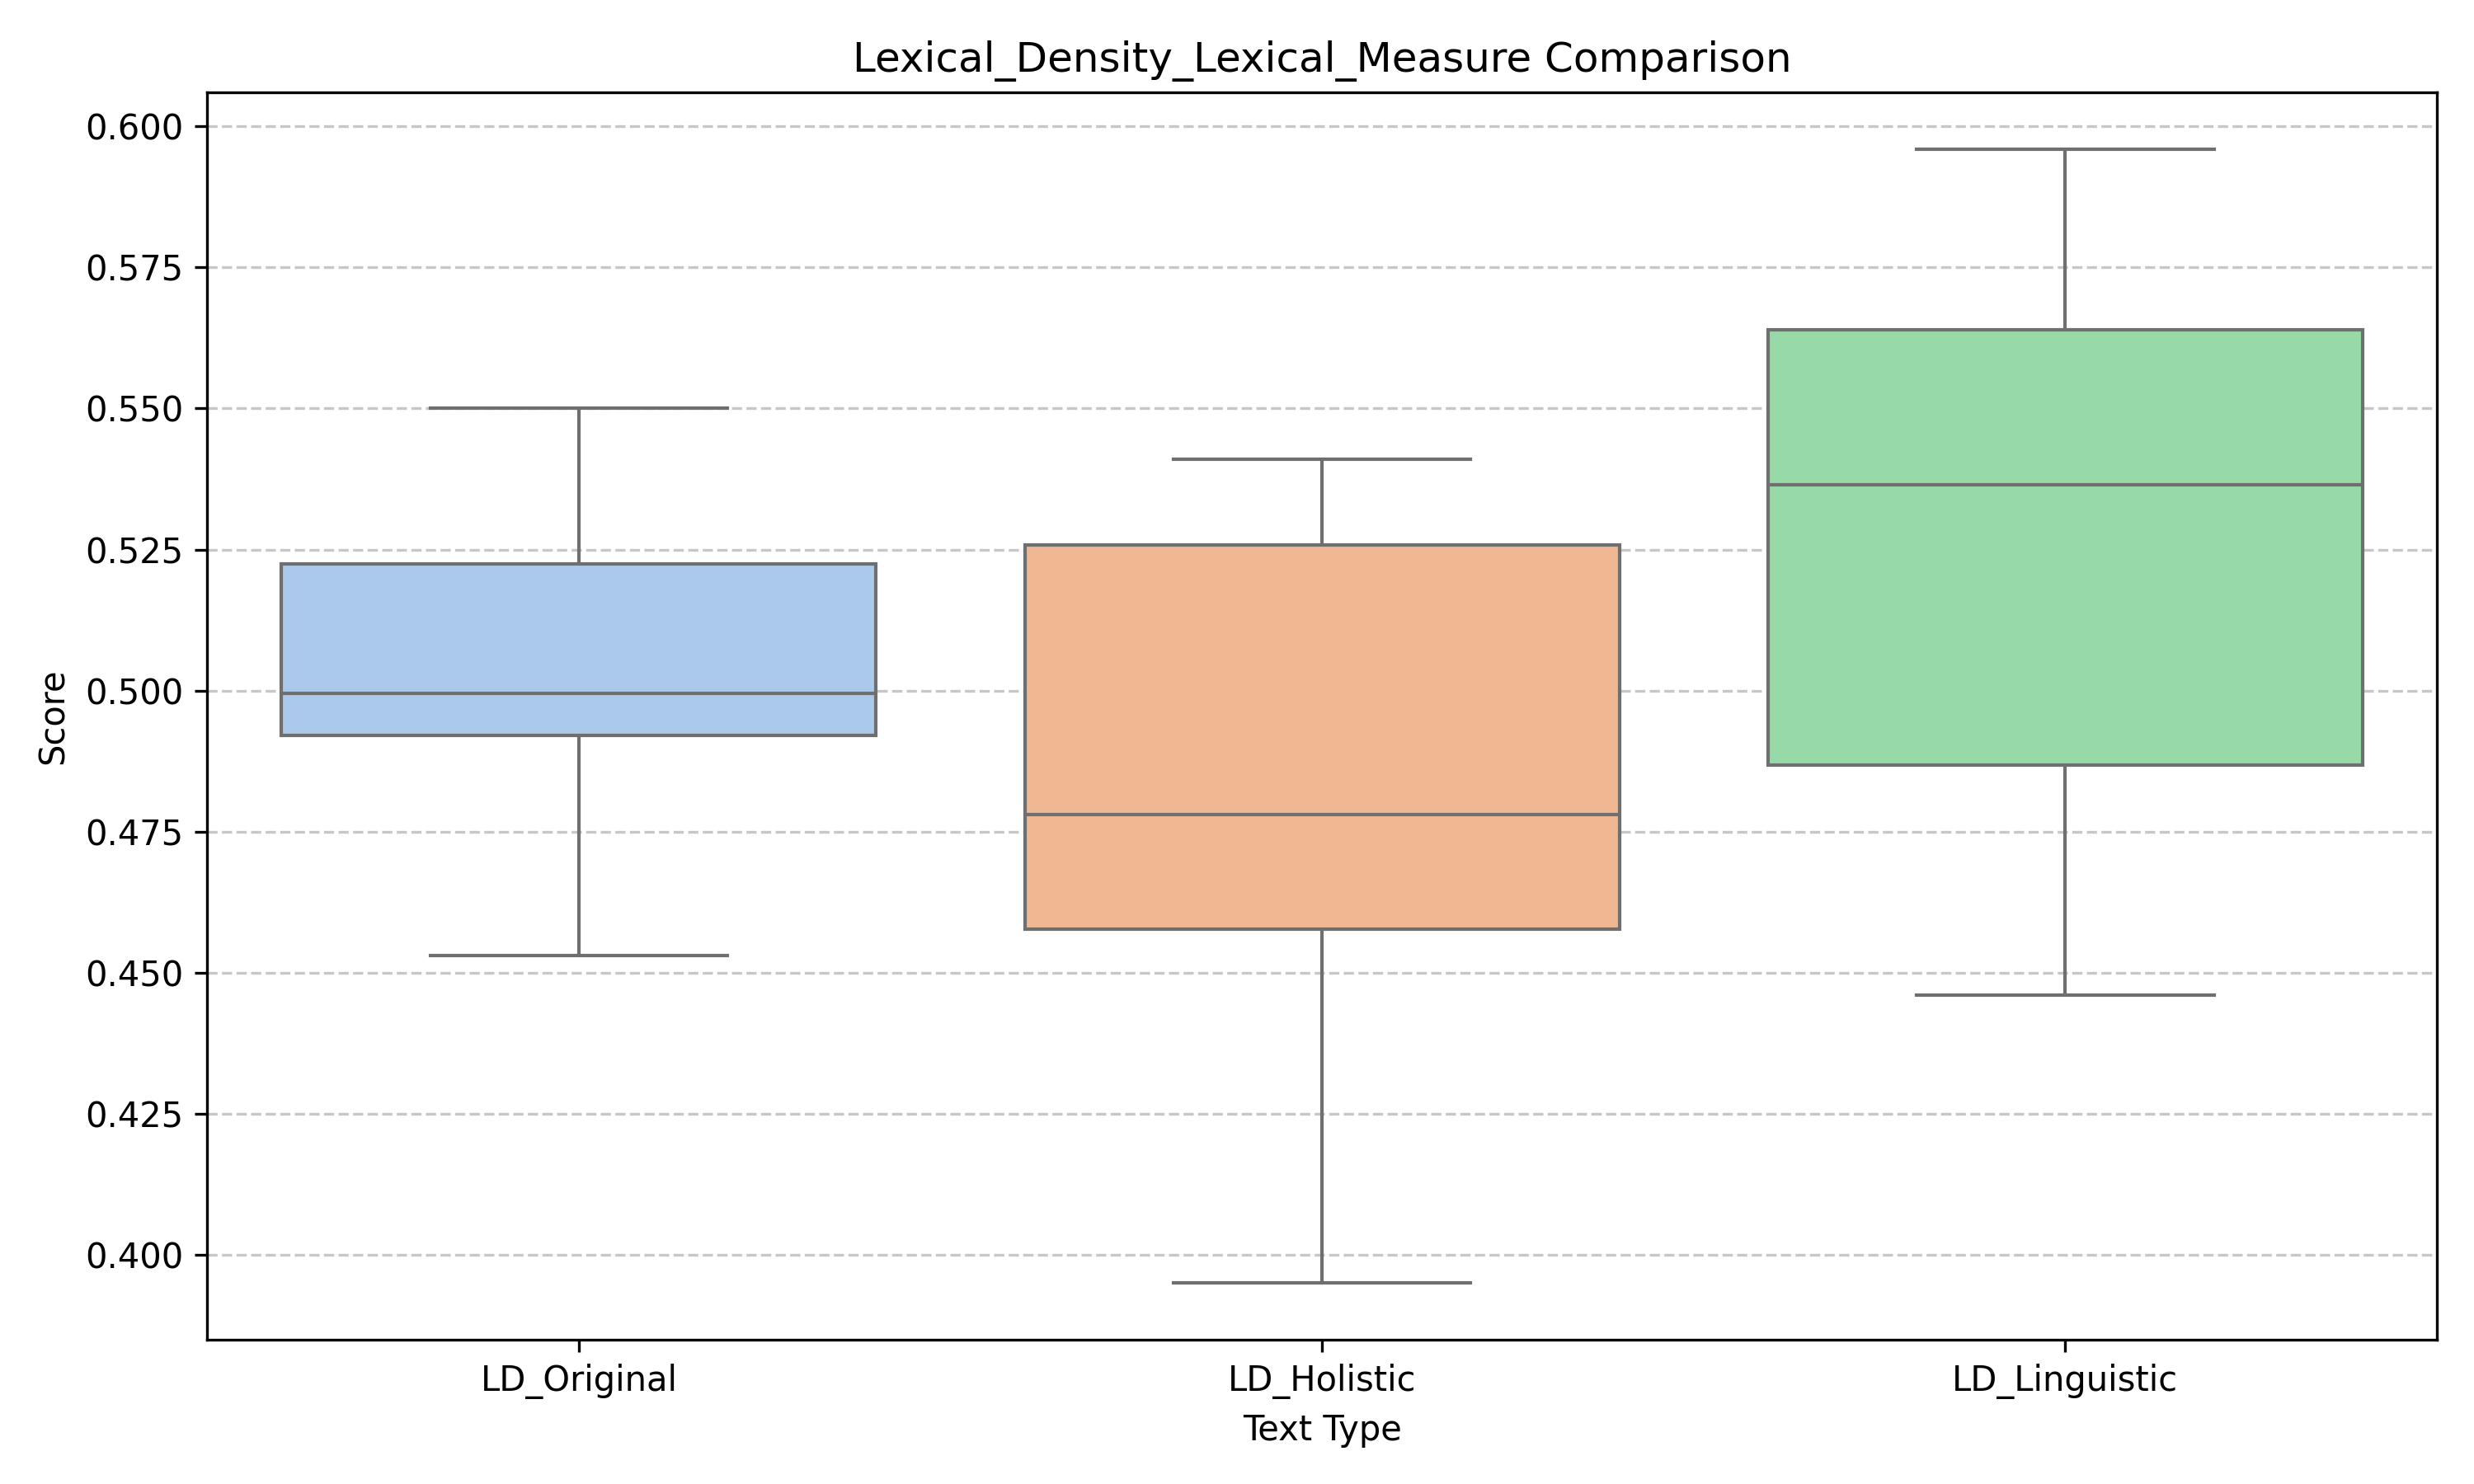 Lexical_Density_Lexical_Measure Comparison
0.600
0.575
0.550
0.525
0.500
0.475
0.450
0.425
0.400
Score
LD_Original
LD_Holistic
LD_Linguistic
Text Type